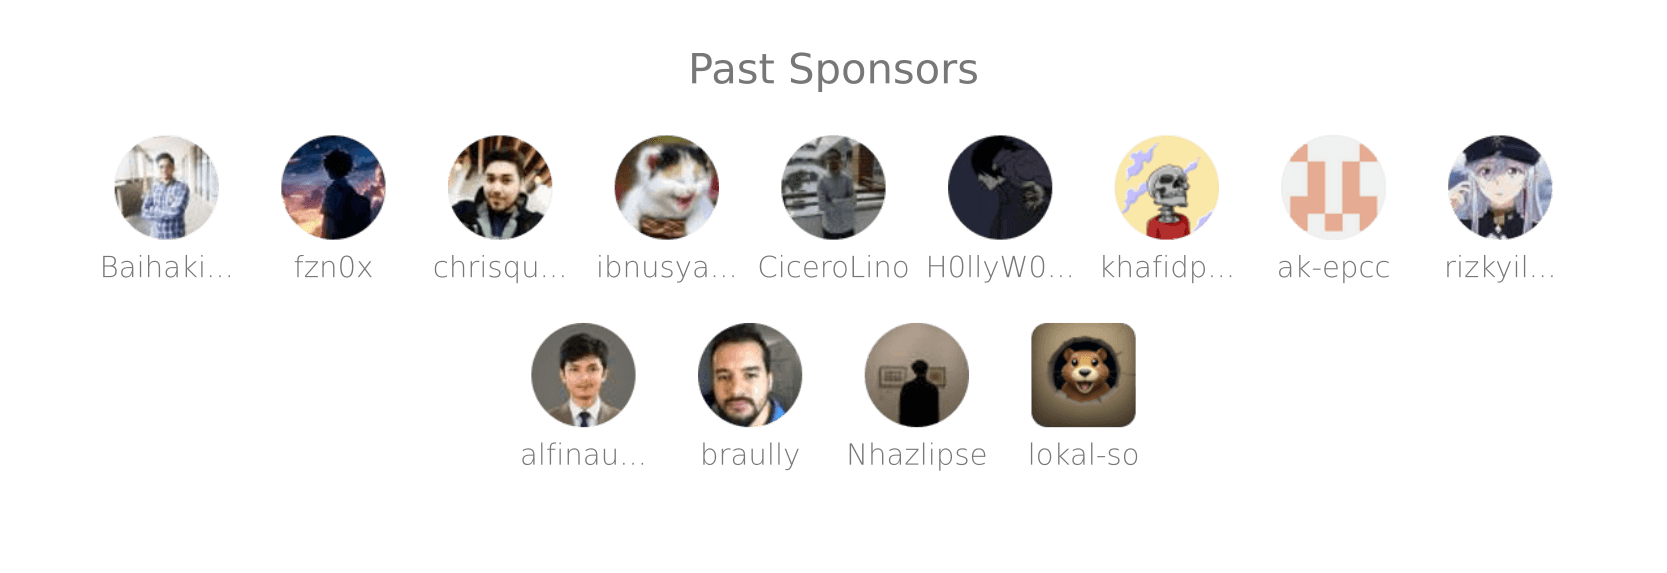 Past Sponsors
Baihaki... fzn0x chrisqu... ibnusya... CiceroLino H0llyW0... khafidp... ak-epcc rizkyil...
alfinau... braully Nhazlipse lokal-so